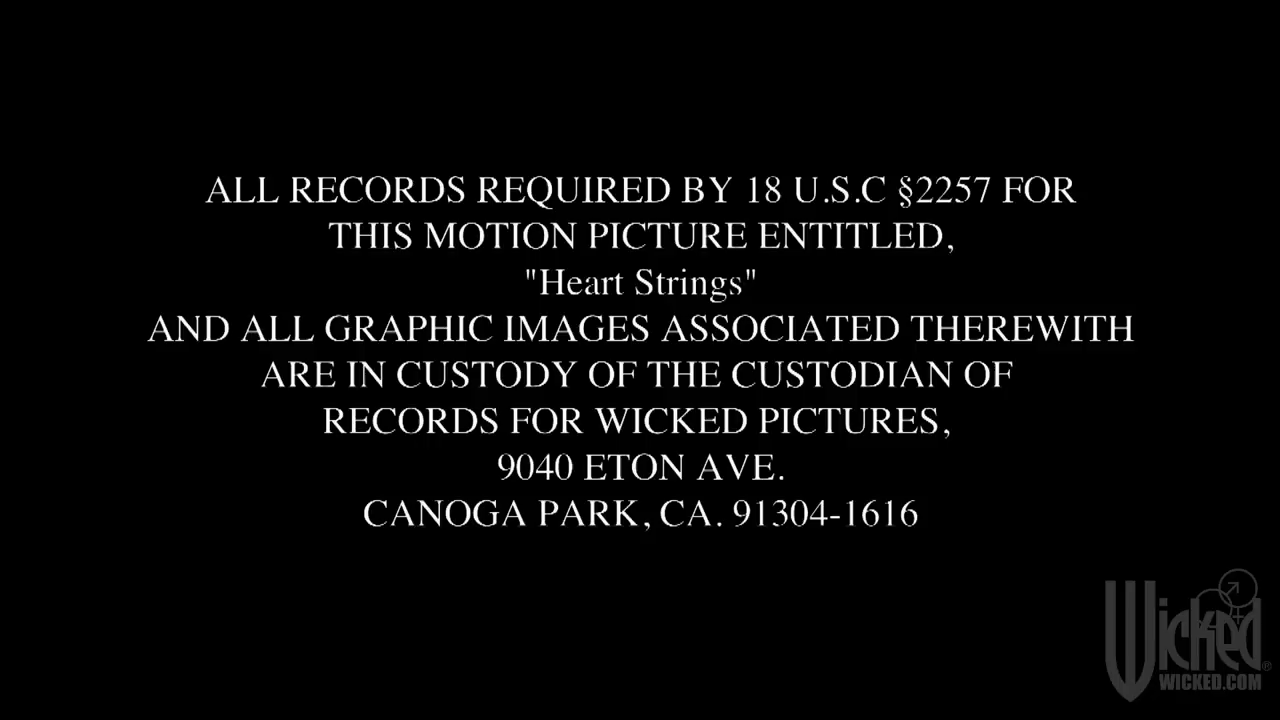 ALL RECORDS REQUIRED BY 18 U.S.C §2257 FOR
THIS MOTION PICTURE ENTITLED,
"Heart Strings"
AND ALL GRAPHIC IMAGES ASSOCIATED THEREWITH
ARE IN CUSTODY OF THE CUSTODIAN OF
RECORDS FOR WICKED PICTURES,
9040 ETON AVE.
CANOGA PARK, CA. 91304-1616
Wicked®
WICKED.COM